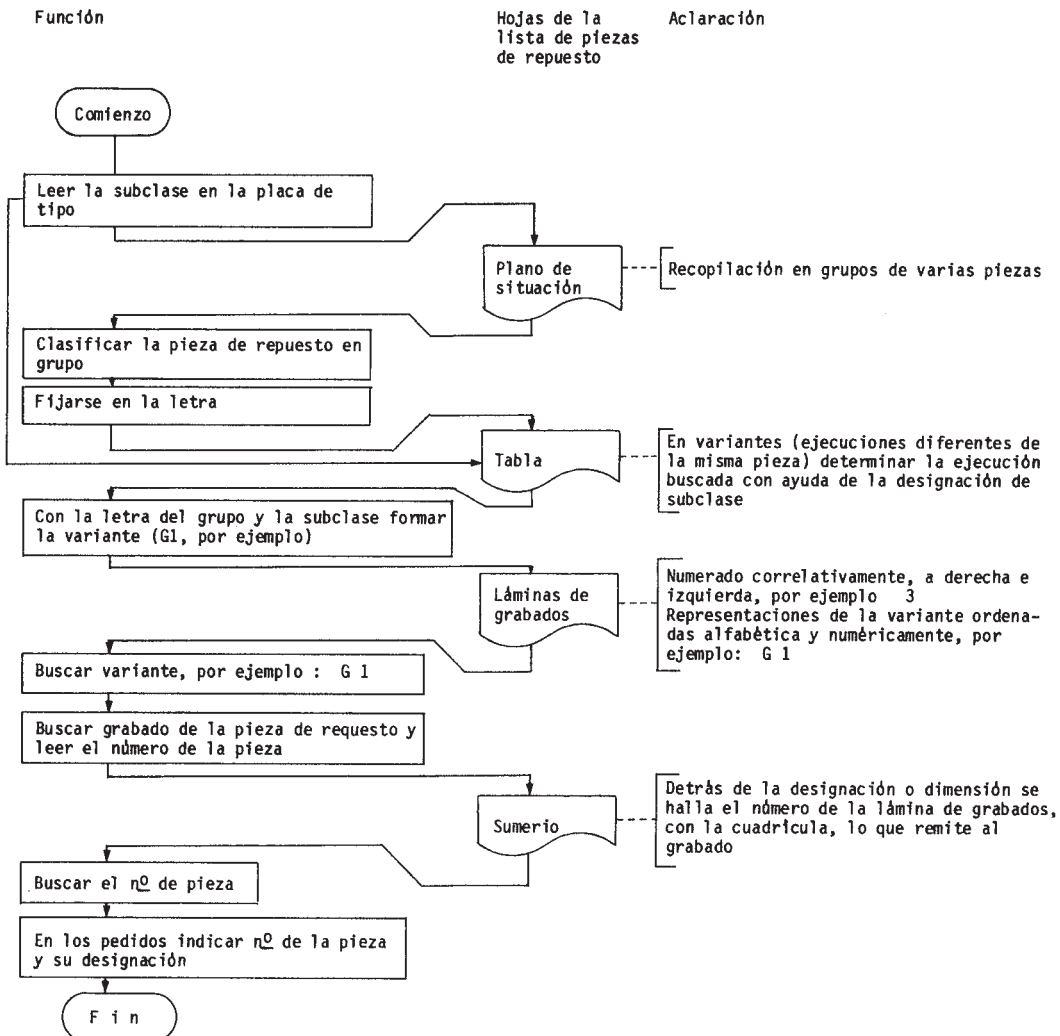 Función
Hojas de la
lista de piezas
de repuesto
Aclaración
Comienzo
Leer la subclase en la placa de
tipo
Plano de
situación
Recopilación en grupos de varias piezas
Clasificar la pieza de repuesto en
grupo
Fijarse en la letra
Tabla
En variantes (ejecuciones diferentes de
la misma pieza) determinar la ejecución
buscada con ayuda de la designación de
subclase
Con la letra del grupo y la subclase formar
la variante (G1, por ejemplo)
Láminas de
grabados
Numerado correlativamente, a derecha e
izquierda, por ejemplo 3
Representaciones de la variante ordena-
das alfabética y numéricamente, por
ejemplo: G 1
Buscar variante, por ejemplo : G 1
Buscar grabado de la pieza de requesto y
leer el número de la pieza
Sumerio
Detrás de la designación o dimensión se
halla el número de la lámina de grabados,
con la cuadrícula, lo que remite al
grabado
Buscar el nº de pieza
En los pedidos indicar nº de la pieza
y su designación
F i n